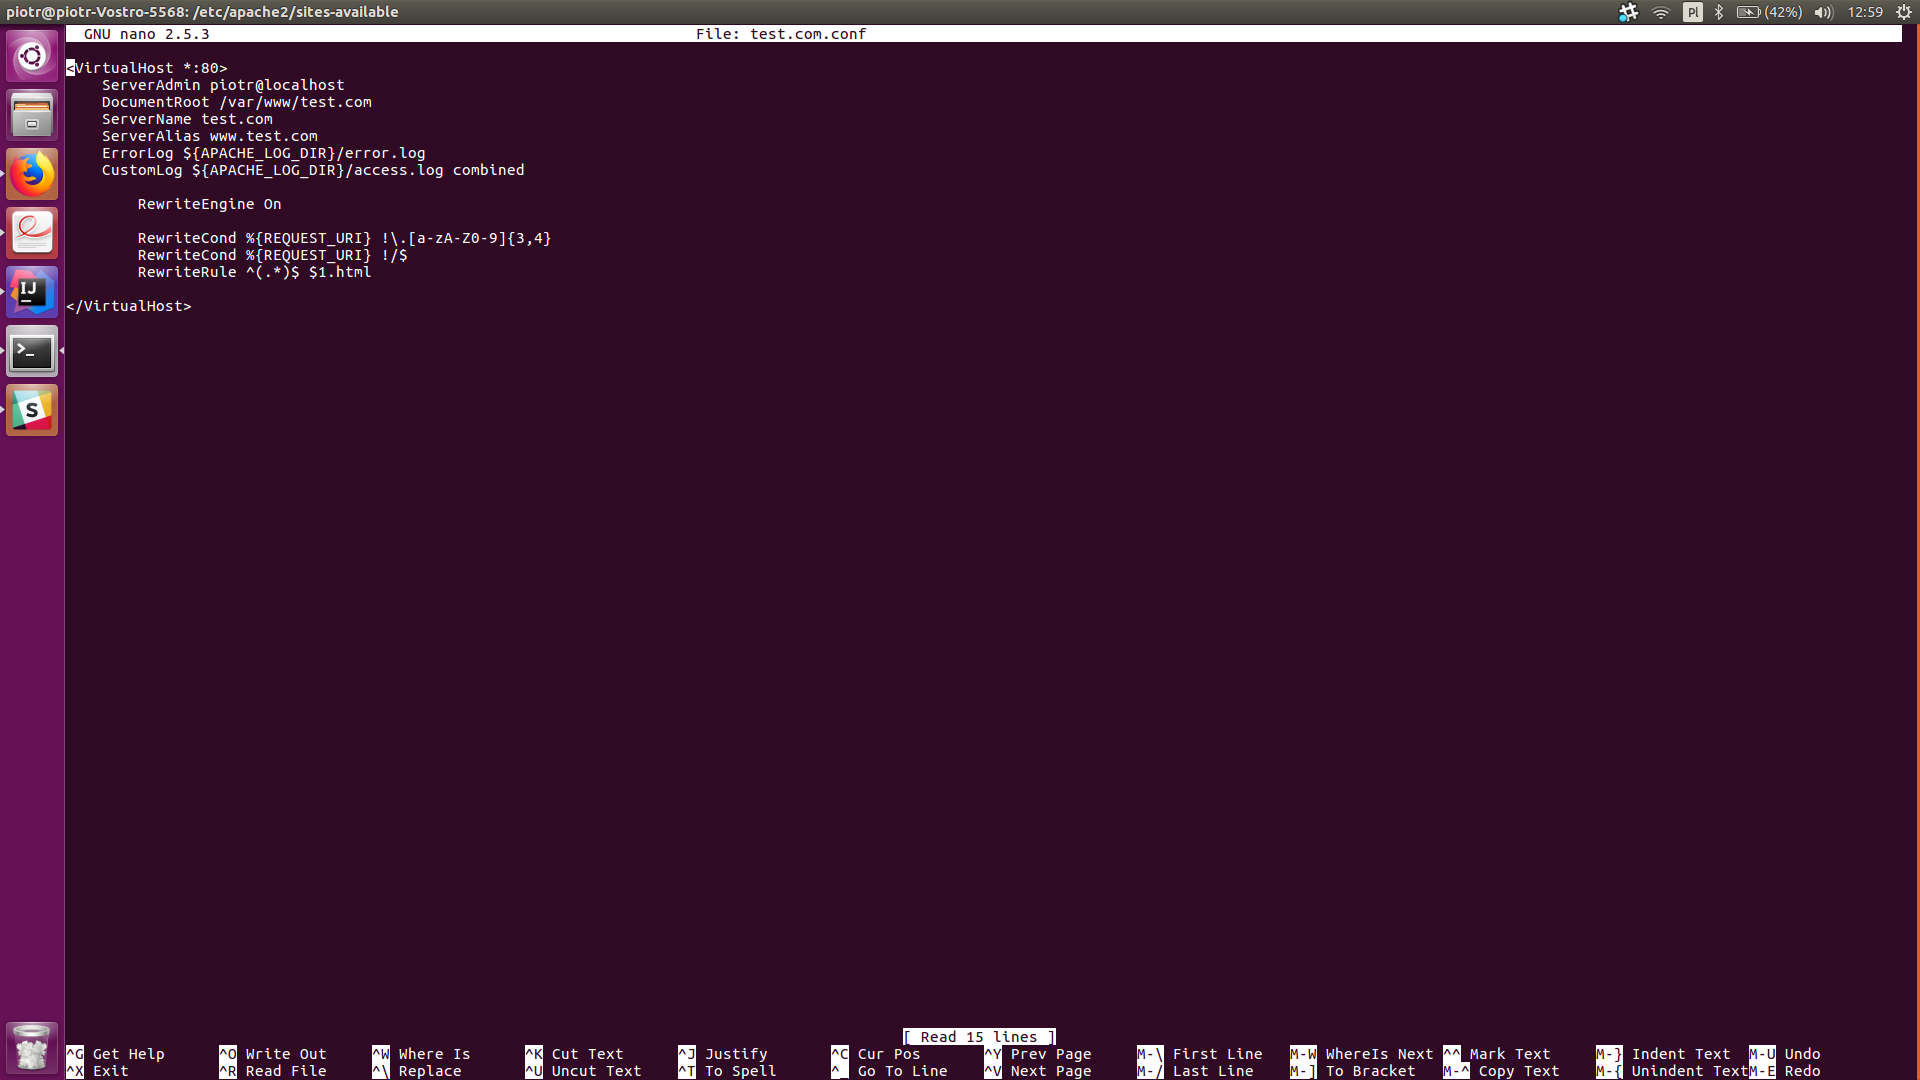 piotr@piotr-Vostro-5568: /etc/apache2/sites-available
Pl
(42%)
12:59
GNU nano 2.5.3 File: test.com.conf
<VirtualHost *:80>
ServerAdmin piotr@localhost
DocumentRoot /var/www/test.com
ServerName test.com
ServerAlias www.test.com
ErrorLog ${APACHE_LOG_DIR}/error.log
CustomLog ${APACHE_LOG_DIR}/access.log combined
RewriteEngine On
RewriteCond %{REQUEST_URI} !\.[a-zA-Z0-9]{3,4}
RewriteCond %{REQUEST_URI} !/$
RewriteRule ^(.*)$ $1.html
</VirtualHost>
IJ
>_
S
[ Read 15 lines ]
^G Get Help ^O Write Out ^W Where Is ^K Cut Text ^J Justify ^C Cur Pos ^Y Prev Page M-\ First Line M-W WhereIs Next ^^ Mark Text M-} Indent Text M-U Undo
^X Exit ^R Read File ^\ Replace ^U Uncut Text ^T To Spell ^_ Go To Line ^V Next Page M-/ Last Line M-] To Bracket M-^ Copy Text M-{ Unindent Text M-E Redo